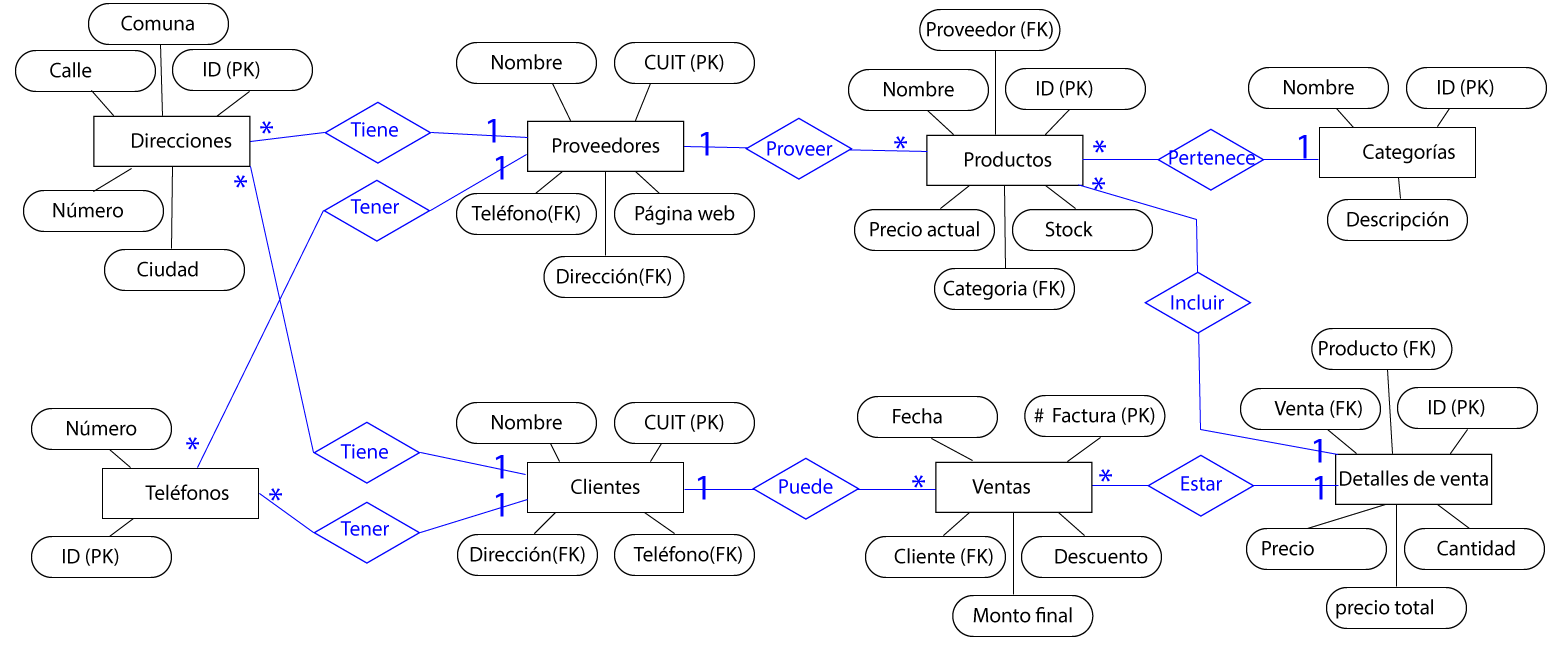 Comuna
Calle
ID (PK)
Direcciones
Número
Ciudad
*
Tiene
1
*
Nombre
CUIT (PK)
Proveedores
Teléfono(FK)
Página web
Dirección(FK)
1
Tener
*
1
Proveer
*
Proveedor (FK)
Nombre
ID (PK)
Productos
Precio actual
Stock
Categoria (FK)
*
Pertenece
1
*
Nombre
ID (PK)
Categorías
Descripción
Incluir
1
Número
Teléfonos
ID (PK)
*
Tener
1
Tiene
1
Nombre
CUIT (PK)
Clientes
Dirección(FK)
Teléfono(FK)
1
Puede
*
Fecha
# Factura (PK)
Ventas
Cliente (FK)
Descuento
Monto final
*
Estar
1
Producto (FK)
Venta (FK)
ID (PK)
Detalles de venta
Precio
Cantidad
precio total